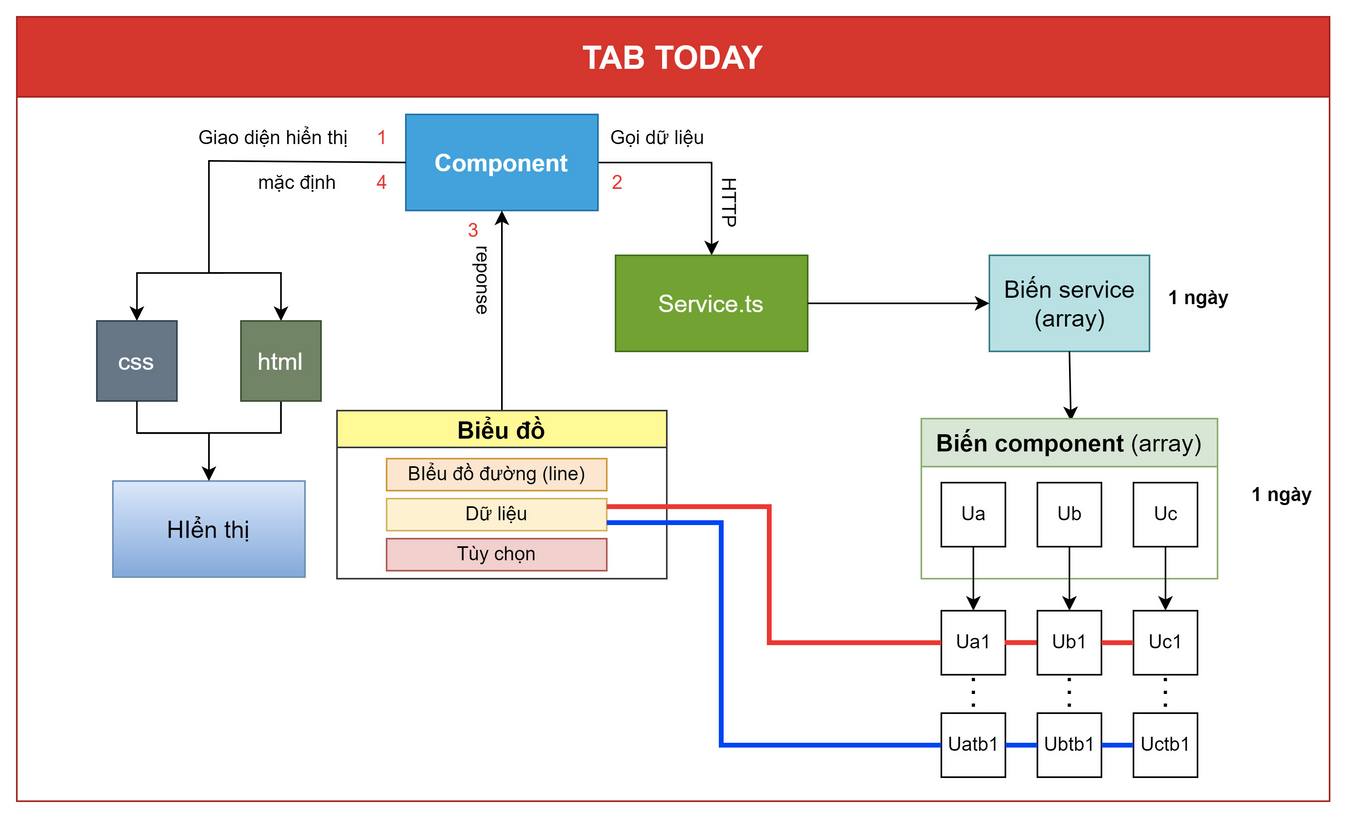 TAB TODAY
Giao diện hiển thị 1
mặc định 4
Component
Gọi dữ liệu
2
HTTP
3
reponse
Service.ts
Biến service
(array)
1 ngày
css
html
HIển thị
Biểu đồ
BIểu đồ đường (line)
Dữ liệu
Tùy chọn
Biến component (array)
1 ngày
Ua Ub Uc
Ua1 Ub1 Uc1
Uatb1 Ubtb1 Uctb1